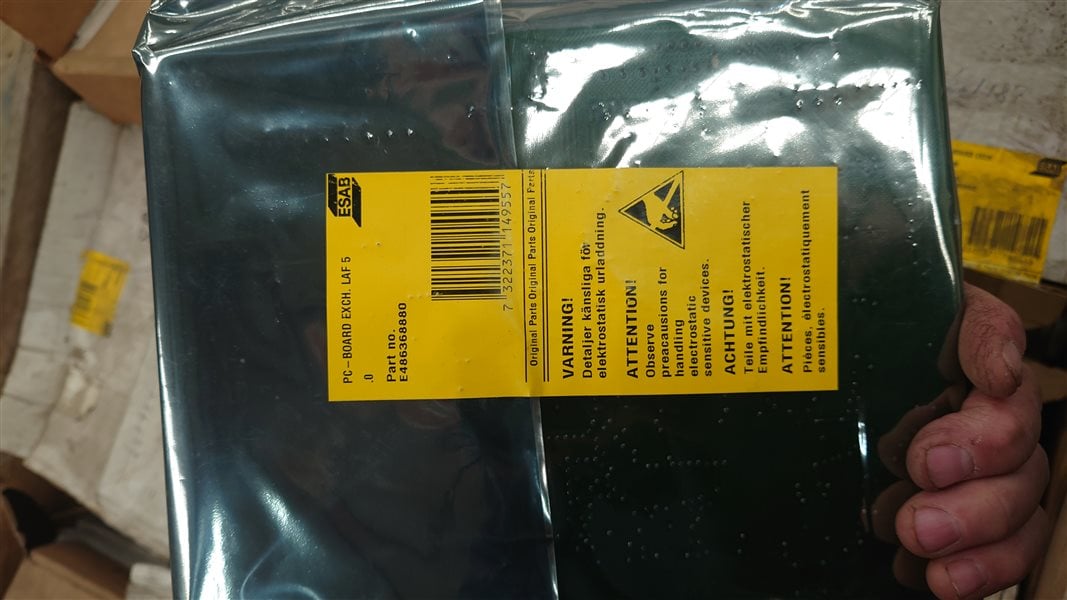 ESAB
PC-BOARD EXCH. LAF 5
.0
Part no.
E486368880
7 322371 149557
Original Parts Original Parts Original Parts
VARNING!
Detaljer känsliga för
elektrostatisk urladdning.
ATTENTION!
Observe
preacausions for
handling
electrostatic
sensitive devices.
ACHTUNG!
Teile mit elektrostatischer
Empfindlichkeit.
ATTENTION!
Pièces, électrostatiquement
sensibles.